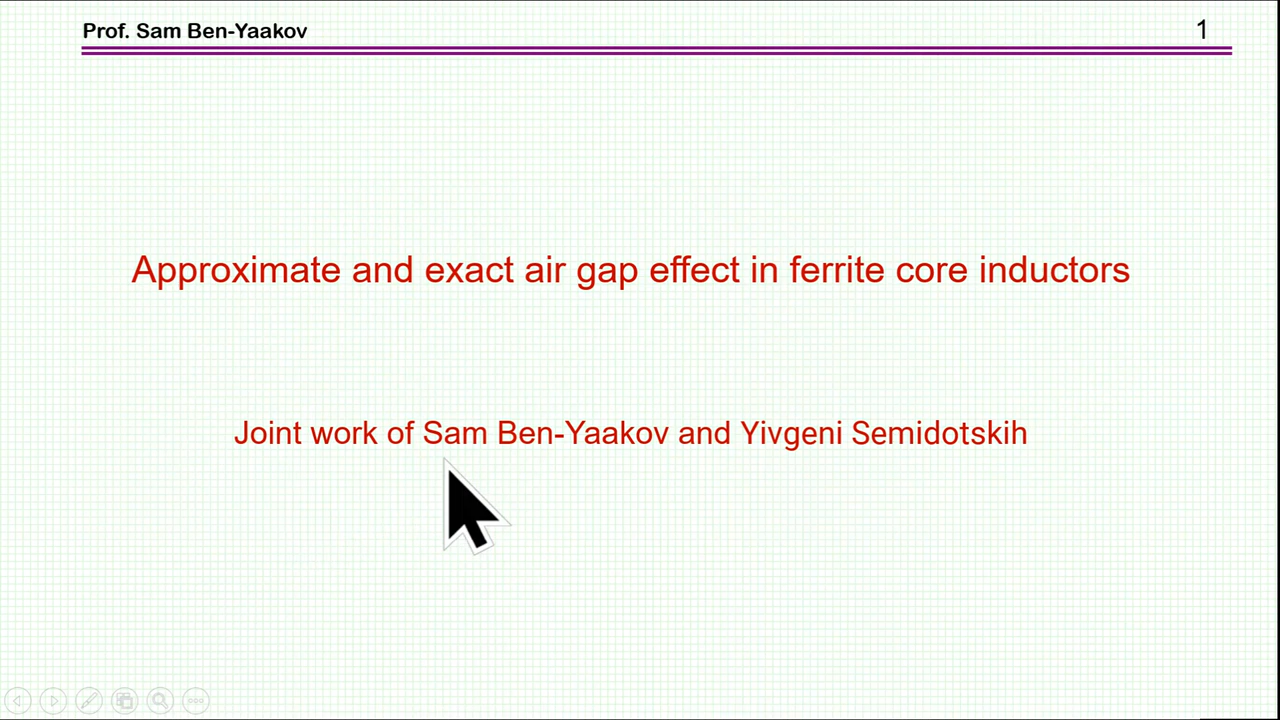 Prof. Sam Ben-Yaakov
1
Approximate and exact air gap effect in ferrite core inductors
Joint work of Sam Ben-Yaakov and Yivgeni Semidotskih